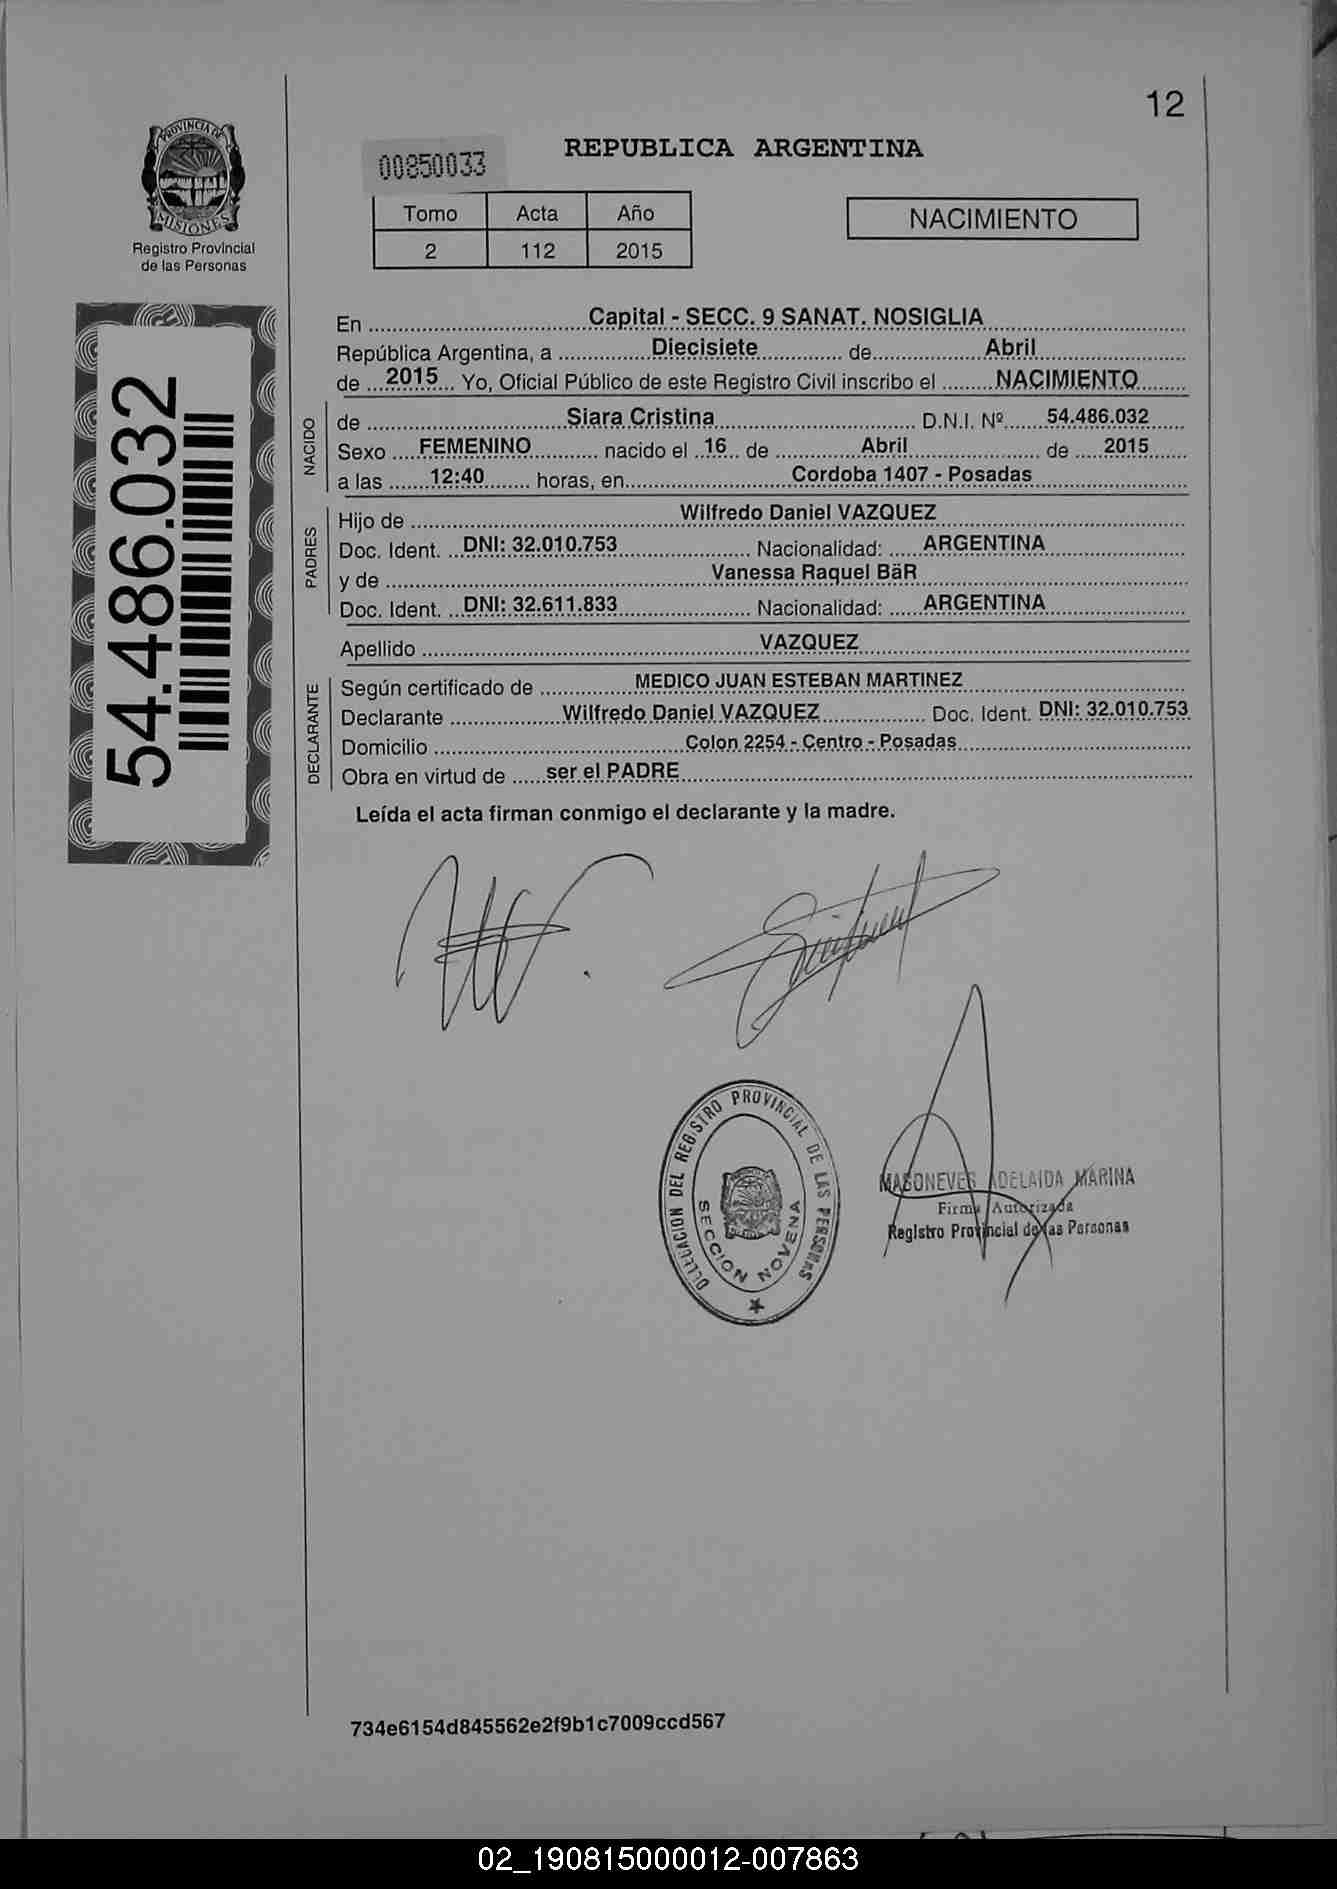 12
PROVINCIA DE
MISIONES
Registro Provincial
de las Personas
00850033
REPUBLICA ARGENTINA
Tomo Acta Año
2 112 2015
NACIMIENTO
54.486.032
En Capital - SECC. 9 SANAT. NOSIGLIA
República Argentina, a Diecisiete de Abril
de 2015 Yo, Oficial Público de este Registro Civil inscribo el NACIMIENTO
NACIDO
de Siara Cristina D.N.I. Nº 54.486.032
Sexo FEMENINO nacido el 16 de Abril de 2015
a las 12:40 horas, en Cordoba 1407 - Posadas
PADRES
Hijo de Wilfredo Daniel VAZQUEZ
Doc. Ident. DNI: 32.010.753 Nacionalidad: ARGENTINA
y de Vanessa Raquel BäR
Doc. Ident. DNI: 32.611.833 Nacionalidad: ARGENTINA
Apellido VAZQUEZ
DECLARANTE
Según certificado de MEDICO JUAN ESTEBAN MARTINEZ
Declarante Wilfredo Daniel VAZQUEZ Doc. Ident. DNI: 32.010.753
Domicilio Colon 2254 - Centro - Posadas
Obra en virtud de ser el PADRE
Leída el acta firman conmigo el declarante y la madre.
DELEGACION DEL REGISTRO PROVINCIAL DE LAS PERSONAS
SECCION NOVENA
MASONEVES ADELAIDA MARINA
Firma Autorizada
Registro Provincial de las Personas
734e6154d845562e2f9b1c7009ccd567
02_190815000012-007863